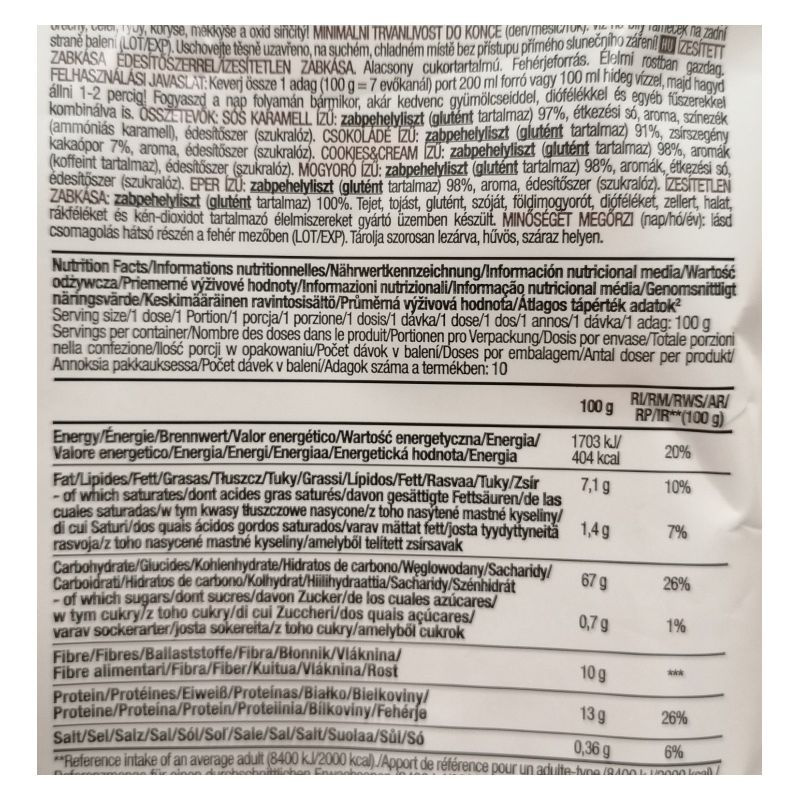 korýše, měkkýše a oxid siřičitý! MINIMÁLNÍ TRVANLIVOST DO KONCE
straně balení (LOT/EXP). Uschovejte těsně uzavřeno, na suchém, chladném místě bez přístupu přímého slunečního záření! HU ÍZESÍTETT
ZABKÁSA ÉDESÍTŐSZERREL/ÍZESÍTETLEN ZABKÁSA. Alacsony cukortartalmú. Fehérjeforrás. Élelmi rostban gazdag.
FELHASZNÁLÁSI JAVASLAT: Keverj össze 1 adag (100 g = 7 evőkanál) port 200 ml forró vagy 100 ml hideg vízzel, majd hagyd
állni 1-2 percig! Fogyaszd a nap folyamán bármikor, akár kedvenc gyümölcseiddel, diófélékkel és egyéb fűszerekkel
kombinálva is. ÖSSZETEVŐK: SÓS KARAMELL ÍZŰ: zabpehelyliszt (glutént tartalmaz) 97%, étkezési só, aroma, színezék
(ammóniás karamell), édesítőszer (szukralóz). CSOKOLÁDÉ ÍZŰ: zabpehelyliszt (glutént tartalmaz) 91%, zsírszegény
kakaópor 7%, aroma, édesítőszer (szukralóz). COOKIES&CREAM ÍZŰ: zabpehelyliszt (glutént tartalmaz) 98%, aromák
(koffeint tartalmaz), édesítőszer (szukralóz). MOGYORÓ ÍZŰ: zabpehelyliszt (glutént tartalmaz) 98%, aromák, étkezési só,
édesítőszer (szukralóz). EPER ÍZŰ: zabpehelyliszt (glutént tartalmaz) 98%, aroma, édesítőszer (szukralóz). ÍZESÍTETLEN
ZABKÁSA: zabpehelyliszt (glutént tartalmaz) 100%. Tejet, tojást, glutént, szóját, földimogyorót, dióféléket, zellert, halat,
rákféléket és kén-dioxidot tartalmazó élelmiszereket gyártó üzemben készült. MINŐSÉGÉT MEGŐRZI (nap/hó/év): lásd
csomagolás hátsó részén a fehér mezőben (LOT/EXP). Tárolja szorosan lezárva, hűvös, száraz helyen.
Nutrition Facts/Informations nutritionnelles/Nährwertkennzeichnung/Información nutricional media/Wartość
odżywcza/Priemerné výživové hodnoty/Informazioni nutrizionali/Informação nutricional média/Genomsnittligt
näringsvärde/Keskimääräinen ravintosisältö/Průměrná výživová hodnota/Átlagos tápérték adatok²
Serving size/1 dose/1 Portion/1 porcja/1 porzione/1 dosis/1 dávka/1 dose/1 dos/1 annos/1 dávka/1 adag: 100 g
Servings per container/Nombre des doses dans le produit/Portionen pro Verpackung/Dosis por envase/Totale porzioni
nella confezione/Ilość porcji w opakowaniu/Počet dávok v balení/Doses por embalagem/Antal doser per produkt/
Annoksia pakkauksessa/Počet dávek v balení/Adagok száma a termékben: 10
100 g RI/RM/RWS/AR/
RP/IR**(100 g)
Energy/Énergie/Brennwert/Valor energético/Wartość energetyczna/Energia/ 1703 kJ/
Valore energetico/Energia/Energi/Energiaa/Energetická hodnota/Energia 404 kcal 20%
Fat/Lipides/Fett/Grasas/Tłuszcz/Tuky/Grassi/Lípidos/Fett/Rasvaa/Tuky/Zsír 7,1 g 10%
- of which saturates/dont acides gras saturés/davon gesättigte Fettsäuren/de las
cuales saturadas/w tym kwasy tłuszczowe nasycone/z toho nasýtené mastné kyseliny/
di cui Saturi/dos quais ácidos gordos saturados/varav mättat fett/josta tyydyttyneitä 1,4 g 7%
rasvoja/z toho nasycené mastné kyseliny/amelyből telített zsírsavak
Carbohydrate/Glucides/Kohlenhydrate/Hidratos de carbono/Węglowodany/Sacharidy/
Carboidrati/Hidratos de carbono/Kolhydrat/Hiilihydraattia/Sacharidy/Szénhidrát 67 g 26%
- of which sugars/dont sucres/davon Zucker/de los cuales azúcares/
w tym cukry/z toho cukry/di cui Zuccheri/dos quais açúcares/ 0,7 g 1%
varav sockerarter/josta sokereita/z toho cukry/amelyből cukrok
Fibre/Fibres/Ballaststoffe/Fibra/Błonnik/Vláknina/
Fibre alimentari/Fibra/Fiber/Kuitua/Vláknina/Rost 10 g ***
Protein/Protéines/Eiweiß/Proteínas/Białko/Bielkoviny/
Proteine/Proteína/Protein/Proteiinia/Bílkoviny/Fehérje 13 g 26%
Salt/Sel/Salz/Sal/Sól/Soľ/Sale/Sal/Salt/Suolaa/Sůl/Só 0,36 g 6%
**Reference intake of an average adult (8400 kJ/2000 kcal)./Apport de référence pour un adulte-type